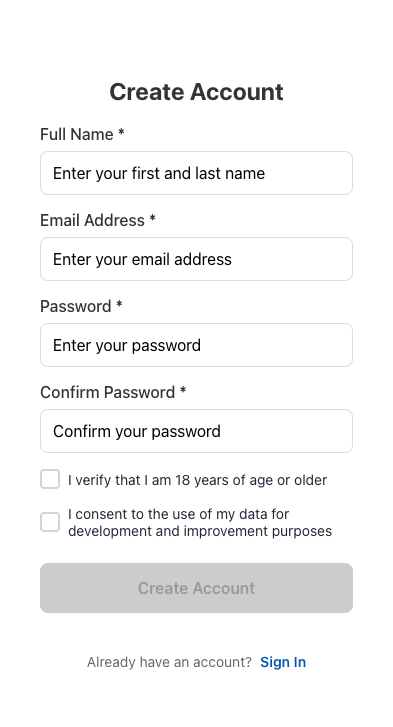 Create Account
Full Name *
Enter your first and last name
Email Address *
Enter your email address
Password *
Enter your password
Confirm Password *
Confirm your password
I verify that I am 18 years of age or older
I consent to the use of my data for
development and improvement purposes
Create Account
Already have an account? Sign In